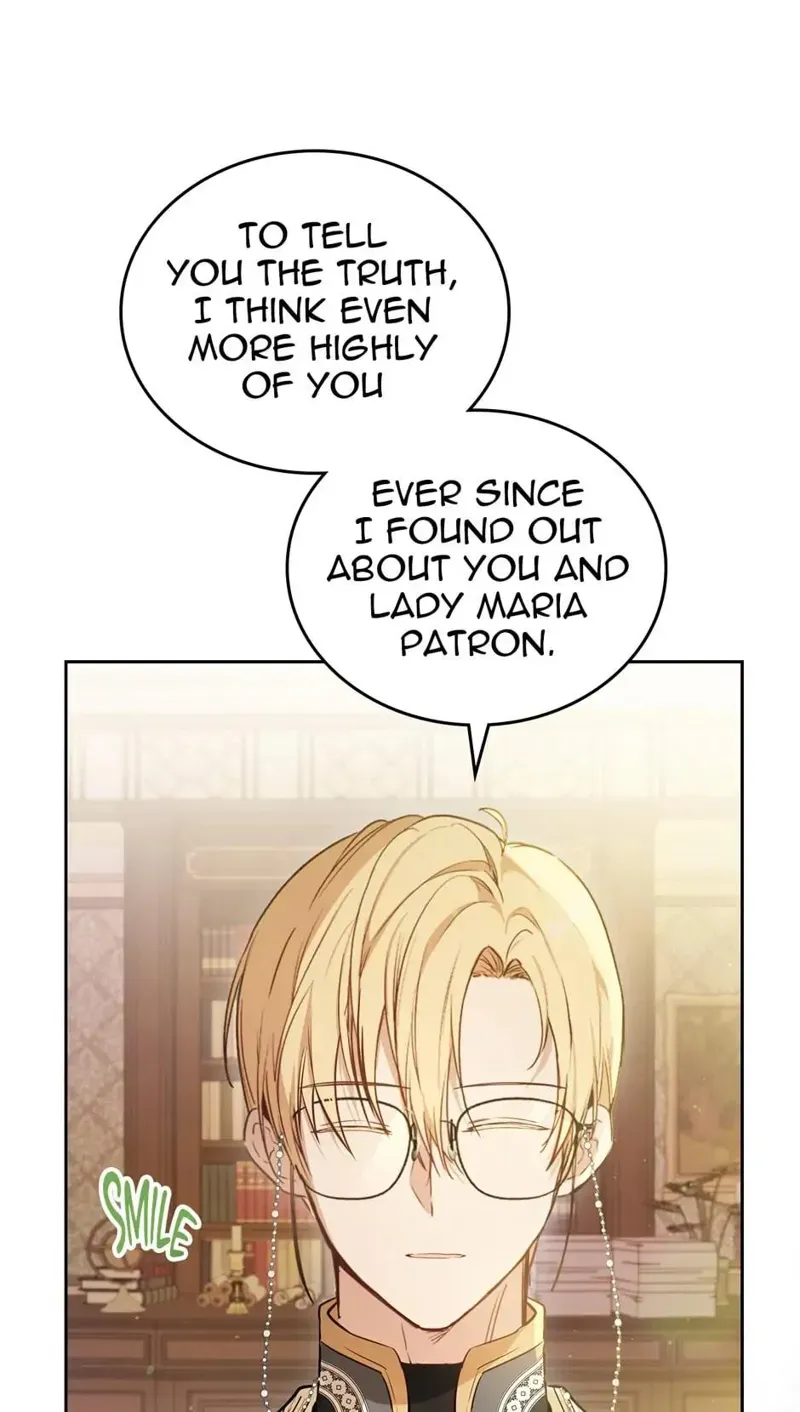 TO TELL
YOU THE TRUTH,
I THINK EVEN
MORE HIGHLY
OF YOU
EVER SINCE
I FOUND OUT
ABOUT YOU AND
LADY MARIA
PATRON.
SMILE